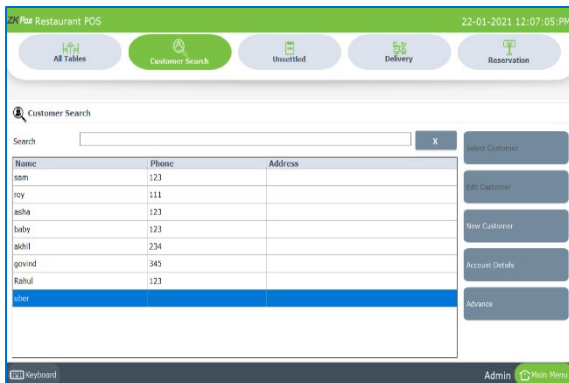 ZKPos Restaurant POS 22-01-2021 12:07:05:PM
All Tables Customer Search Unsettled Delivery Reservation
Customer Search
Search X
Select Customer
Name Phone Address
sam 123
roy 111
Edit Customer
asha 123
baby 123
New Customer
akhil 234
govind 345
Account Details
Rahul 123
uber
Advance
Keyboard Admin Main Menu